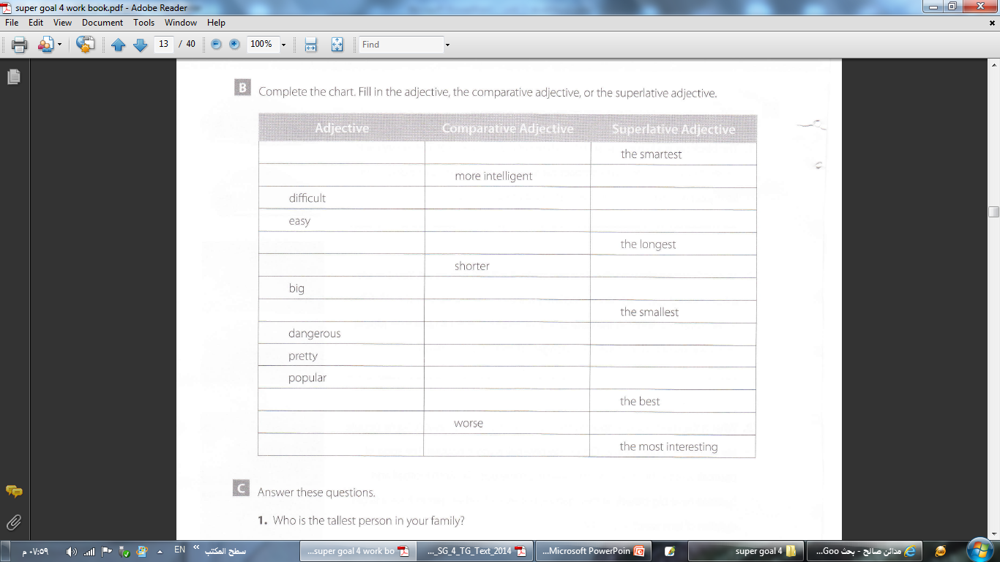 super goal 4 work book.pdf - Adobe Reader
File Edit View Document Tools Window Help
13 / 40 100% Find
B Complete the chart. Fill in the adjective, the comparative adjective, or the superlative adjective.
Adjective Comparative Adjective Superlative Adjective
the smartest
more intelligent
difficult
easy
the longest
shorter
big
the smallest
dangerous
pretty
popular
the best
worse
the most interesting
C Answer these questions.
1. Who is the tallest person in your family?
٠٧:٥٩ م EN سطح المكتب ...super goal 4 work bo ..._SG_4_TG_Text_2014 ...Microsoft PowerPoin super goal 4 مدائن صالح - بحث Goo...